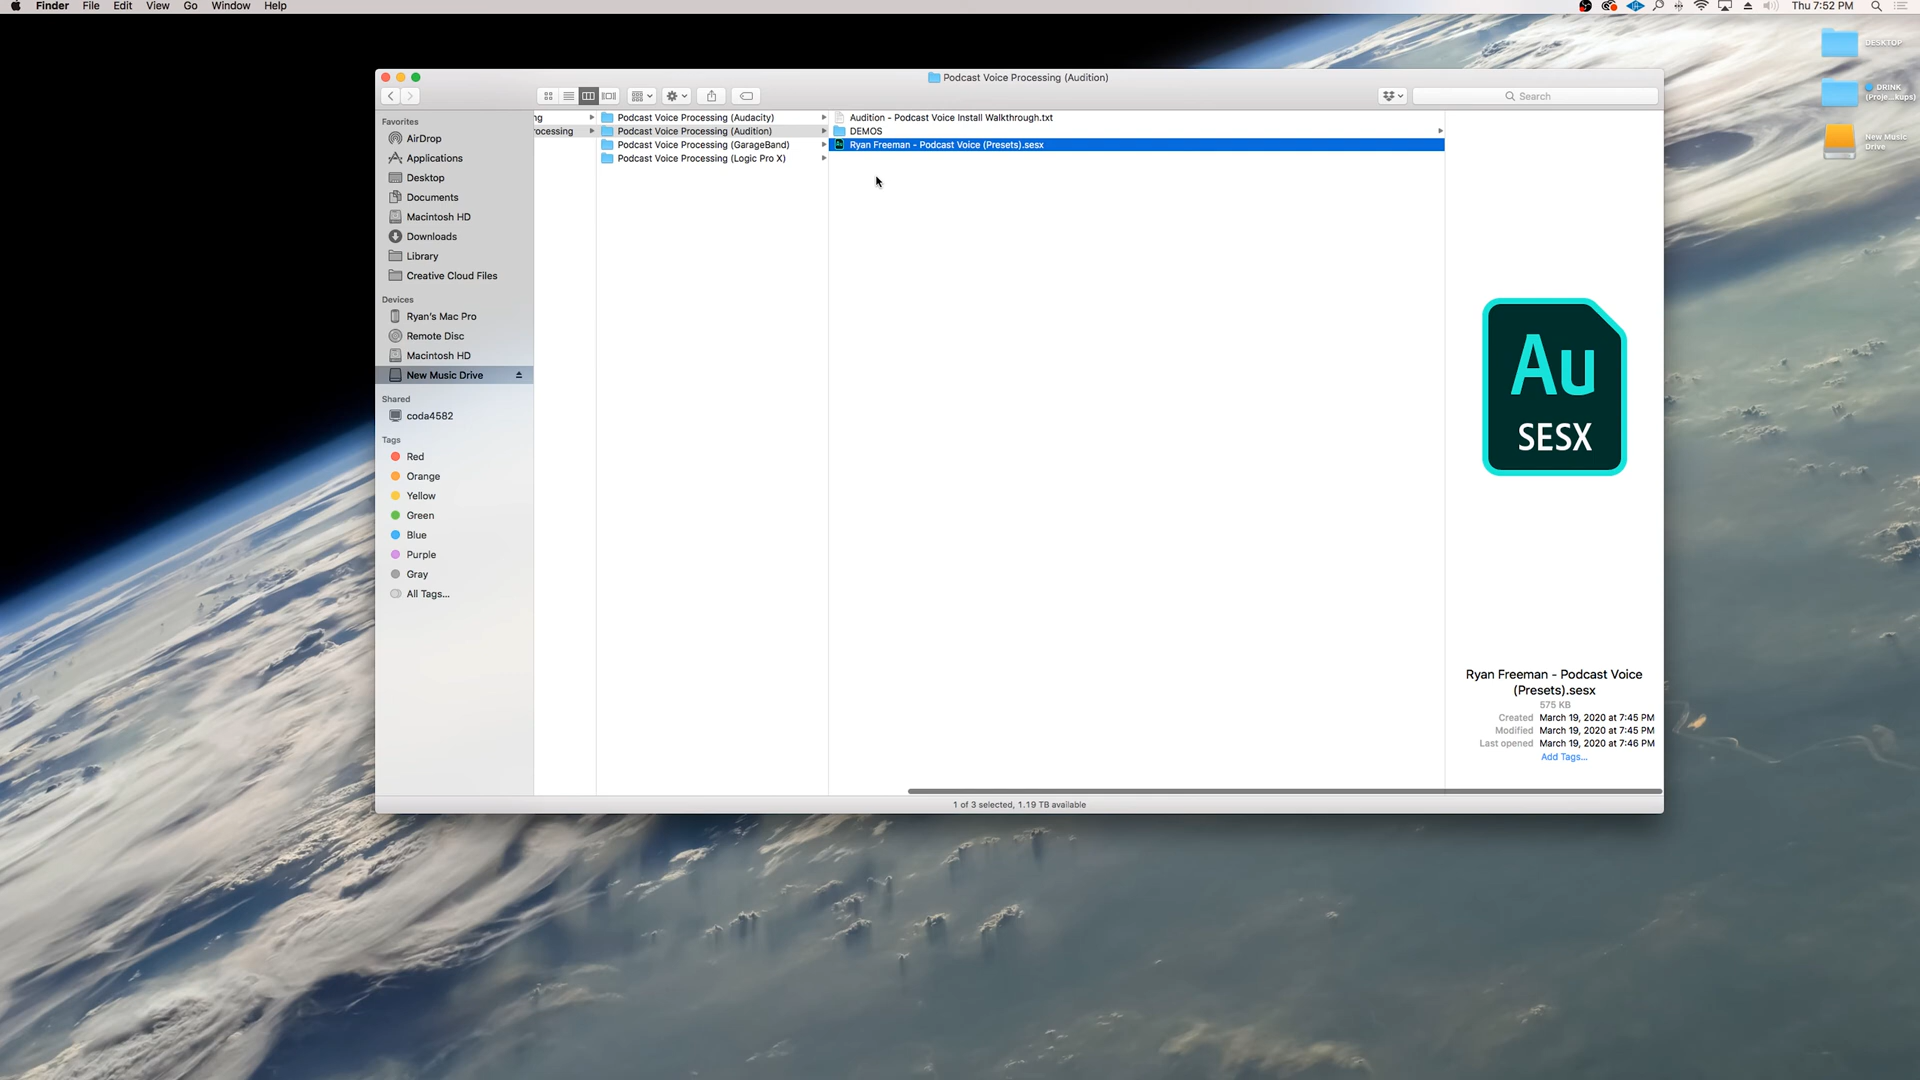 Finder File Edit View Go Window Help
Thu 7:52 PM
DESKTOP
DRINK
(Proje...kups)
New Music
Drive
Podcast Voice Processing (Audition)
Search
Favorites
AirDrop
Applications
Desktop
Documents
Macintosh HD
Downloads
Library
Creative Cloud Files
Devices
Ryan's Mac Pro
Remote Disc
Macintosh HD
New Music Drive
Shared
coda4582
Tags
Red
Orange
Yellow
Green
Blue
Purple
Gray
All Tags...
ng
rocessing
Podcast Voice Processing (Audacity)
Podcast Voice Processing (Audition)
Podcast Voice Processing (GarageBand)
Podcast Voice Processing (Logic Pro X)
Audition - Podcast Voice Install Walkthrough.txt
DEMOS
Ryan Freeman - Podcast Voice (Presets).sesx
Au
SESX
Ryan Freeman - Podcast Voice
(Presets).sesx
575 KB
Created March 19, 2020 at 7:45 PM
Modified March 19, 2020 at 7:45 PM
Last opened March 19, 2020 at 7:46 PM
Add Tags...
1 of 3 selected, 1.19 TB available